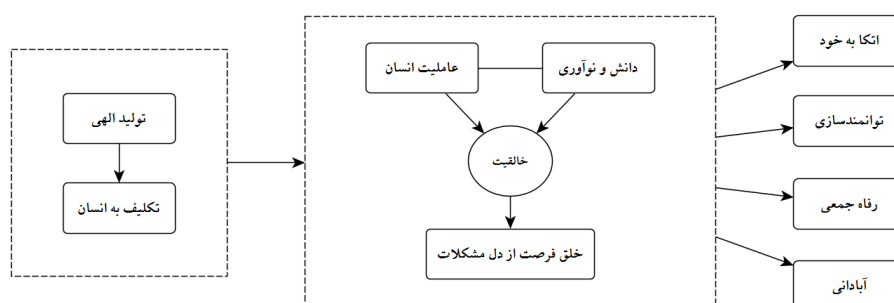 تولید الهی
تکلیف به انسان
عاملیت انسان
دانش و نوآوری
خالقیت
خلق فرصت از دل مشکلات
اتکا به خود
توانمندسازی
رفاه جمعی
آبادانی